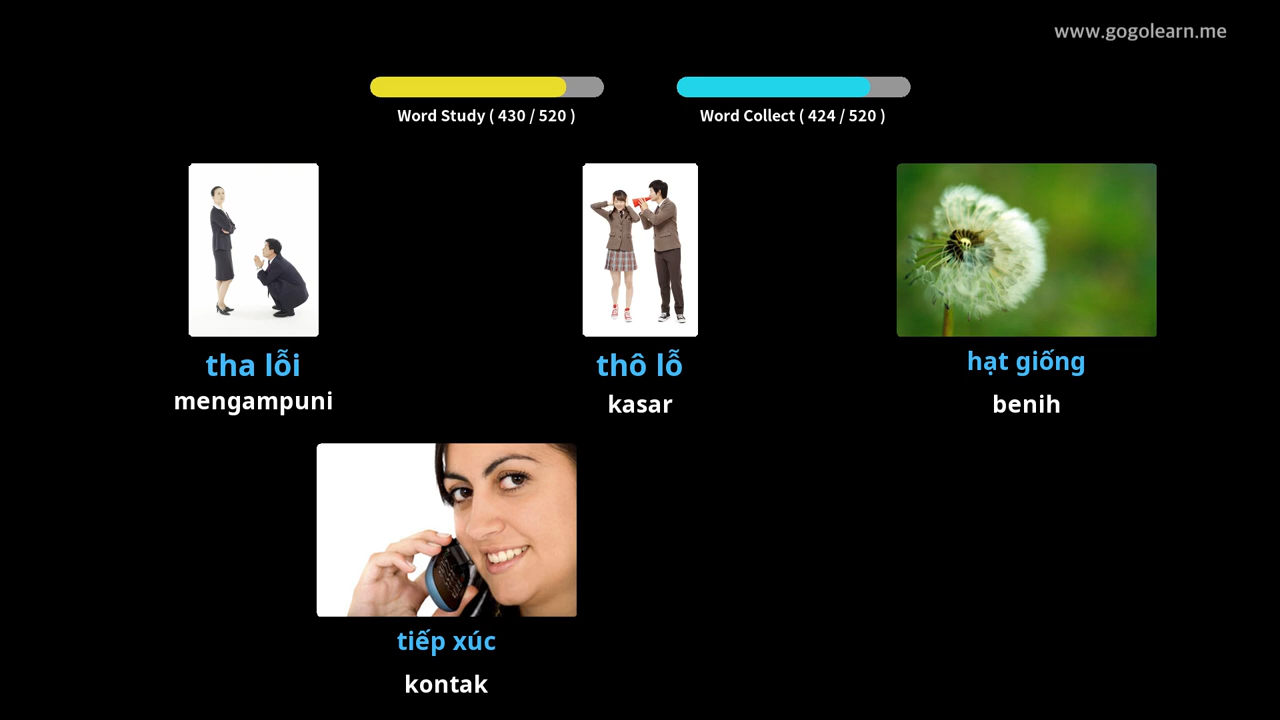 www.gogolearn.me
Word Study ( 430 / 520 )
Word Collect ( 424 / 520 )
tha lỗi
mengampuni
thô lỗ
kasar
hạt giống
benih
tiếp xúc
kontak